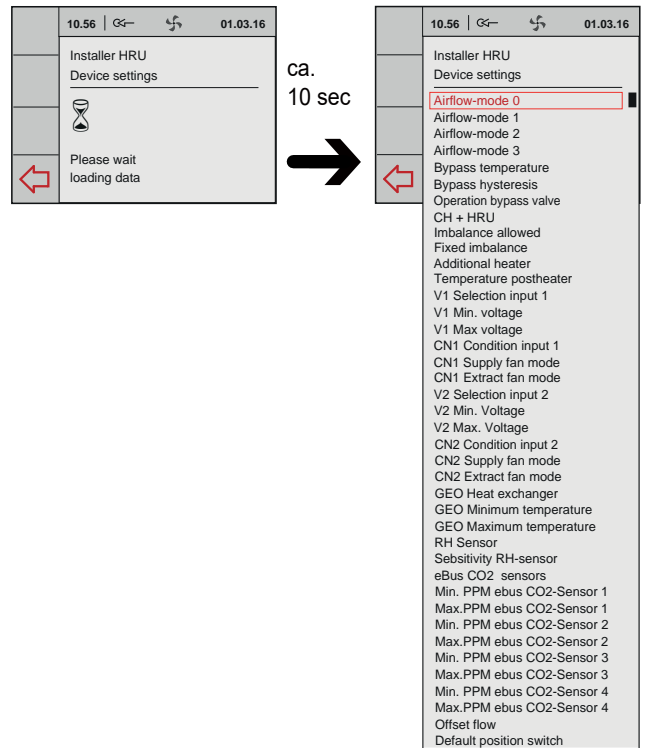 10.56 01.03.16
Installer HRU
Device settings
Please wait
loading data
ca.
10 sec
10.56 01.03.16
Installer HRU
Device settings
Airflow-mode 0
Airflow-mode 1
Airflow-mode 2
Airflow-mode 3
Bypass temperature
Bypass hysteresis
Operation bypass valve
CH + HRU
Imbalance allowed
Fixed imbalance
Additional heater
Temperature postheater
V1 Selection input 1
V1 Min. voltage
V1 Max voltage
CN1 Condition input 1
CN1 Supply fan mode
CN1 Extract fan mode
V2 Selection input 2
V2 Min. Voltage
V2 Max. Voltage
CN2 Condition input 2
CN2 Supply fan mode
CN2 Extract fan mode
GEO Heat exchanger
GEO Minimum temperature
GEO Maximum temperature
RH Sensor
Sebsitivity RH-sensor
eBus CO2 sensors
Min. PPM ebus CO2-Sensor 1
Max.PPM ebus CO2-Sensor 1
Min. PPM ebus CO2-Sensor 2
Max.PPM ebus CO2-Sensor 2
Min. PPM ebus CO2-Sensor 3
Max.PPM ebus CO2-Sensor 3
Min. PPM ebus CO2-Sensor 4
Max.PPM ebus CO2-Sensor 4
Offset flow
Default position switch